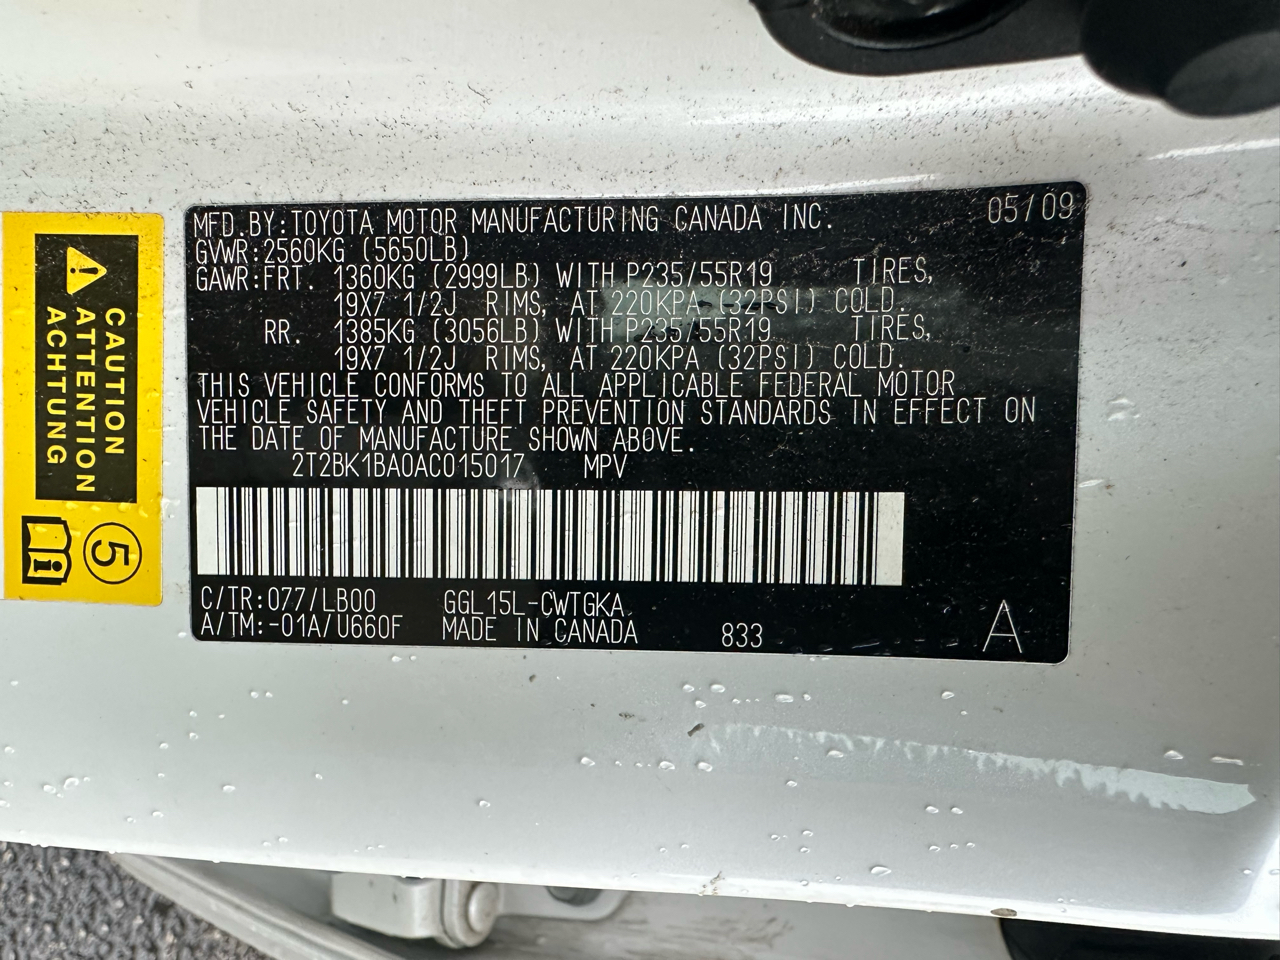 CAUTION
ATTENTION
ACHTUNG
5
i
MFD.BY:TOYOTA MOTOR MANUFACTURING CANADA INC. 05/09
GVWR:2560KG (5650LB)
GAWR:FRT. 1360KG (2999LB) WITH P235/55R19 TIRES,
19X7 1/2J RIMS, AT 220KPA (32PSI) COLD.
RR. 1385KG (3056LB) WITH P235/55R19 TIRES,
19X7 1/2J RIMS, AT 220KPA (32PSI) COLD.
THIS VEHICLE CONFORMS TO ALL APPLICABLE FEDERAL MOTOR
VEHICLE SAFETY AND THEFT PREVENTION STANDARDS IN EFFECT ON
THE DATE OF MANUFACTURE SHOWN ABOVE.
2T2BK1BA0AC015017 MPV
C/TR:077/LB00 GGL15L-CWTGKA
A/TM:-01A/U660F MADE IN CANADA 833 A